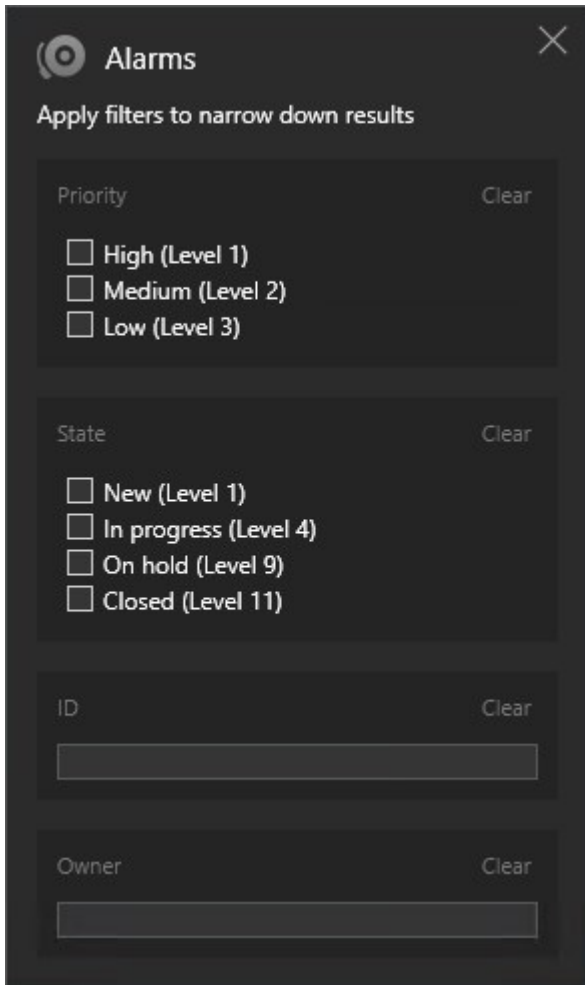 Alarms
Apply filters to narrow down results
Priority Clear
High (Level 1)
Medium (Level 2)
Low (Level 3)
State Clear
New (Level 1)
In progress (Level 4)
On hold (Level 9)
Closed (Level 11)
ID Clear
Owner Clear